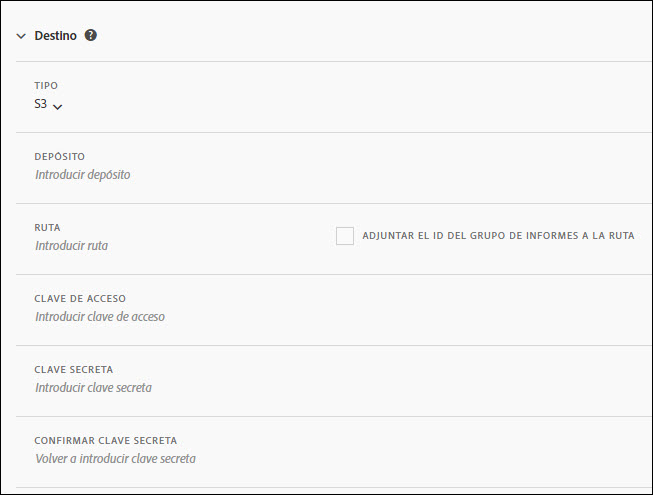 Destino ?
TIPO
S3
DEPÓSITO
Introducir depósito
RUTA
Introducir ruta
ADJUNTAR EL ID DEL GRUPO DE INFORMES A LA RUTA
CLAVE DE ACCESO
Introducir clave de acceso
CLAVE SECRETA
Introducir clave secreta
CONFIRMAR CLAVE SECRETA
Volver a introducir clave secreta